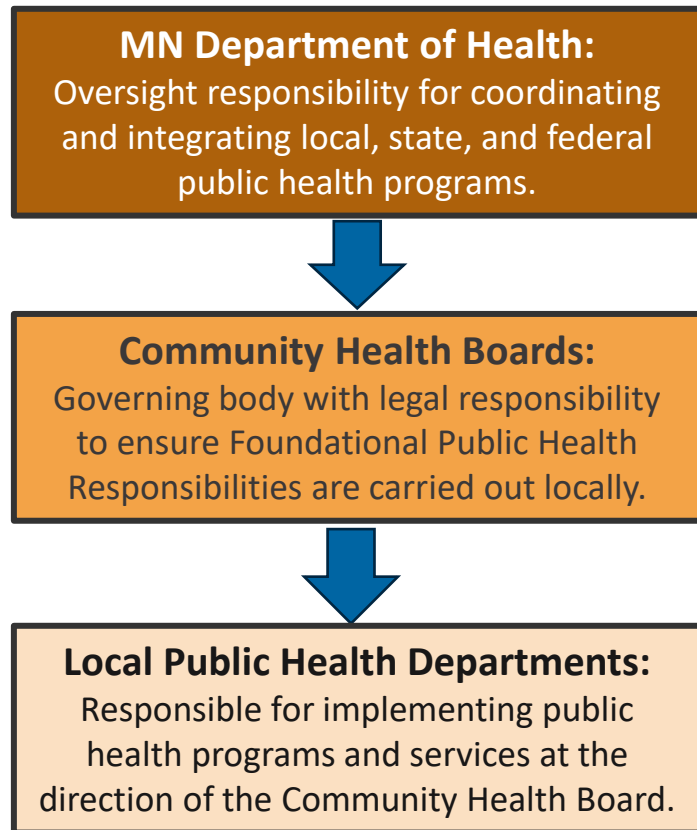 MN Department of Health:
Oversight responsibility for coordinating
and integrating local, state, and federal
public health programs.
Community Health Boards:
Governing body with legal responsibility
to ensure Foundational Public Health
Responsibilities are carried out locally.
Local Public Health Departments:
Responsible for implementing public
health programs and services at the
direction of the Community Health Board.